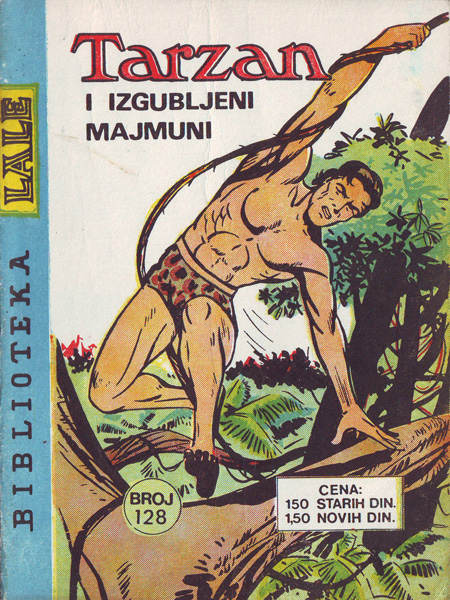 Tarzan
I IZGUBLJENI
MAJMUNI
BIBLIOTEKA LALE
BROJ
128
CENA:
150 STARIH DIN.
1,50 NOVIH DIN.